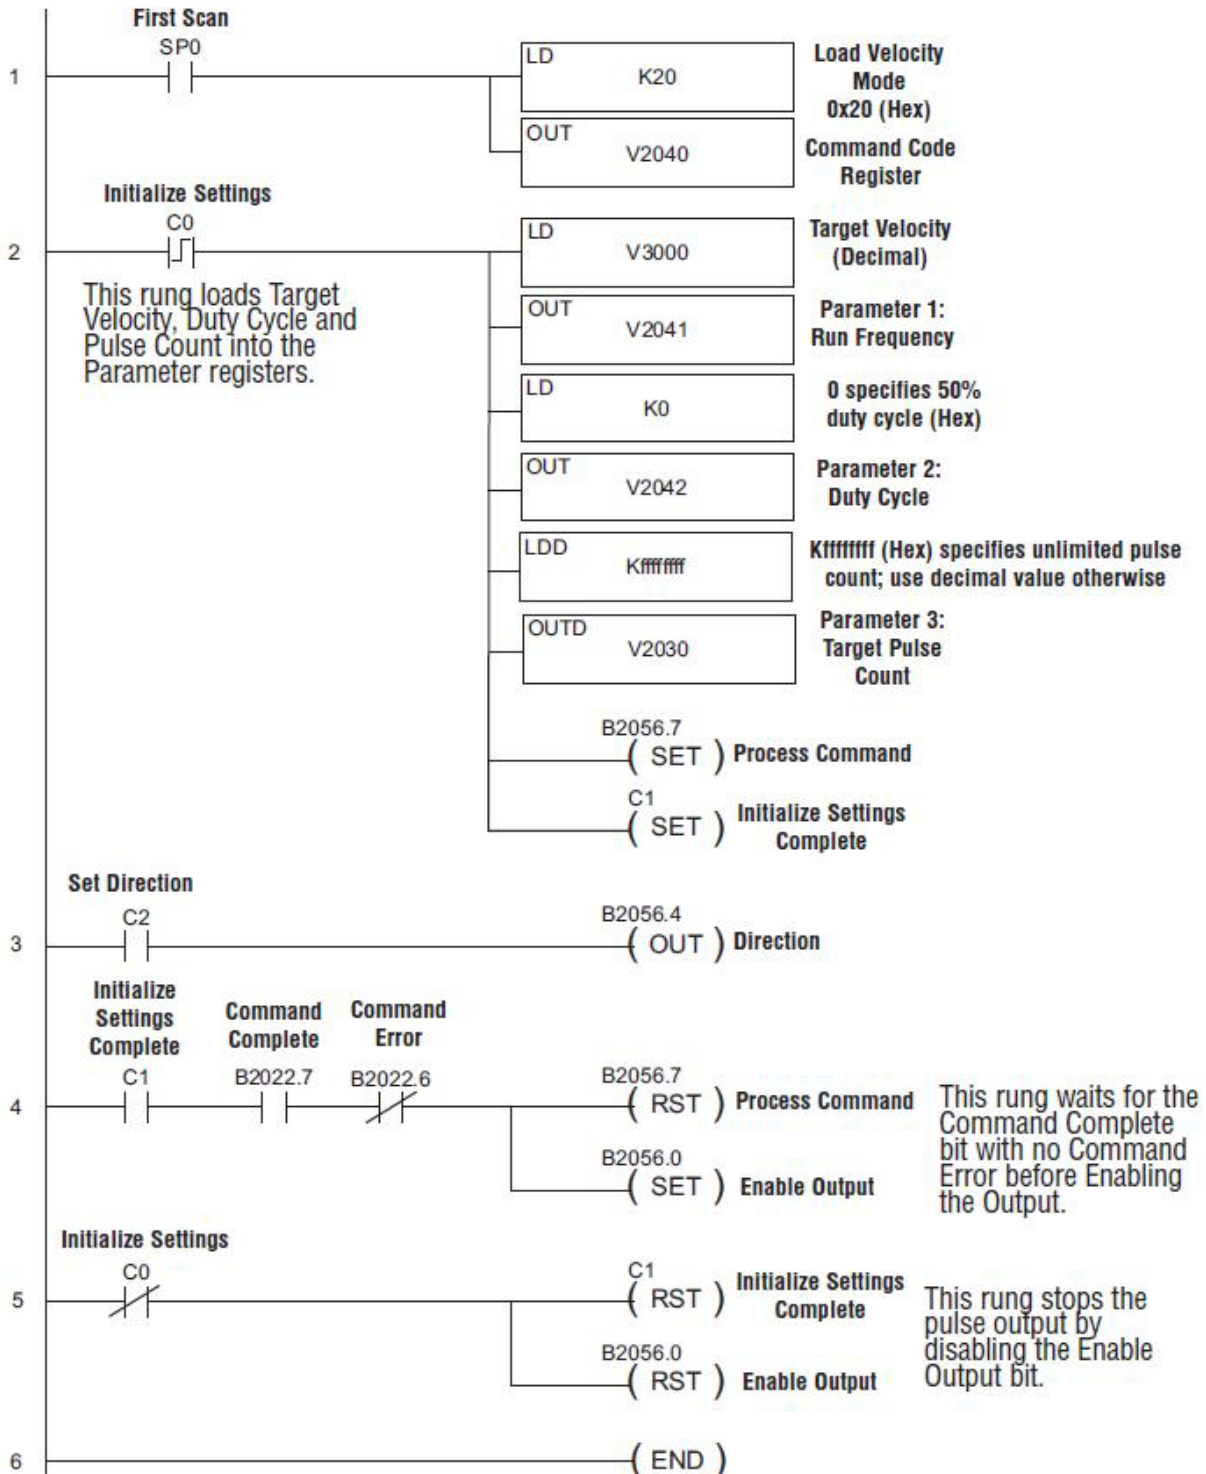 First Scan
SP0
1
LD
K20
Load Velocity
Mode
0x20 (Hex)
OUT
V2040
Command Code
Register
Initialize Settings
C0
2
LD
V3000
Target Velocity
(Decimal)
This rung loads Target
Velocity, Duty Cycle and
Pulse Count into the
Parameter registers.
OUT
V2041
Parameter 1:
Run Frequency
LD
K0
0 specifies 50%
duty cycle (Hex)
OUT
V2042
Parameter 2:
Duty Cycle
LDD
Kffffffff
Kffffffff (Hex) specifies unlimited pulse
count; use decimal value otherwise
OUTD
V2030
Parameter 3:
Target Pulse
Count
B2056.7
( SET ) Process Command
C1
( SET ) Initialize Settings
Complete
Set Direction
C2
B2056.4
3
( OUT ) Direction
Initialize
Settings
Complete
Command
Complete
Command
Error
C1
B2022.7
B2022.6
B2056.7
4
( RST ) Process Command
B2056.0
( SET ) Enable Output
This rung waits for the
Command Complete
bit with no Command
Error before Enabling
the Output.
Initialize Settings
C0
C1
5
( RST ) Initialize Settings
Complete
B2056.0
( RST ) Enable Output
This rung stops the
pulse output by
disabling the Enable
Output bit.
6
( END )